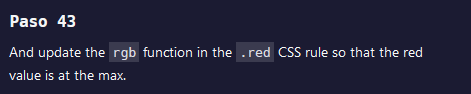 Paso 43
And update the rgb function in the .red CSS rule so that the red
value is at the max.